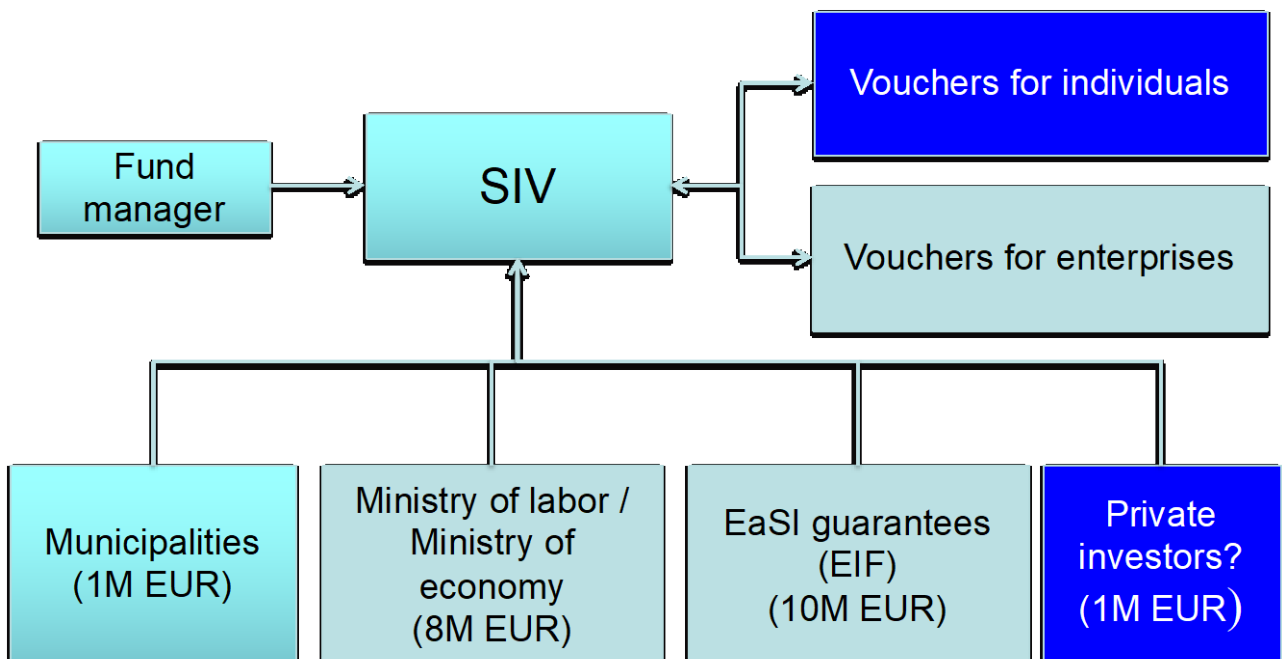 Vouchers for individuals
Fund
manager
SIV
Vouchers for enterprises
Municipalities
(1M EUR)
Ministry of labor /
Ministry of
economy
(8M EUR)
EaSI guarantees
(EIF)
(10M EUR)
Private
investors?
(1M EUR)